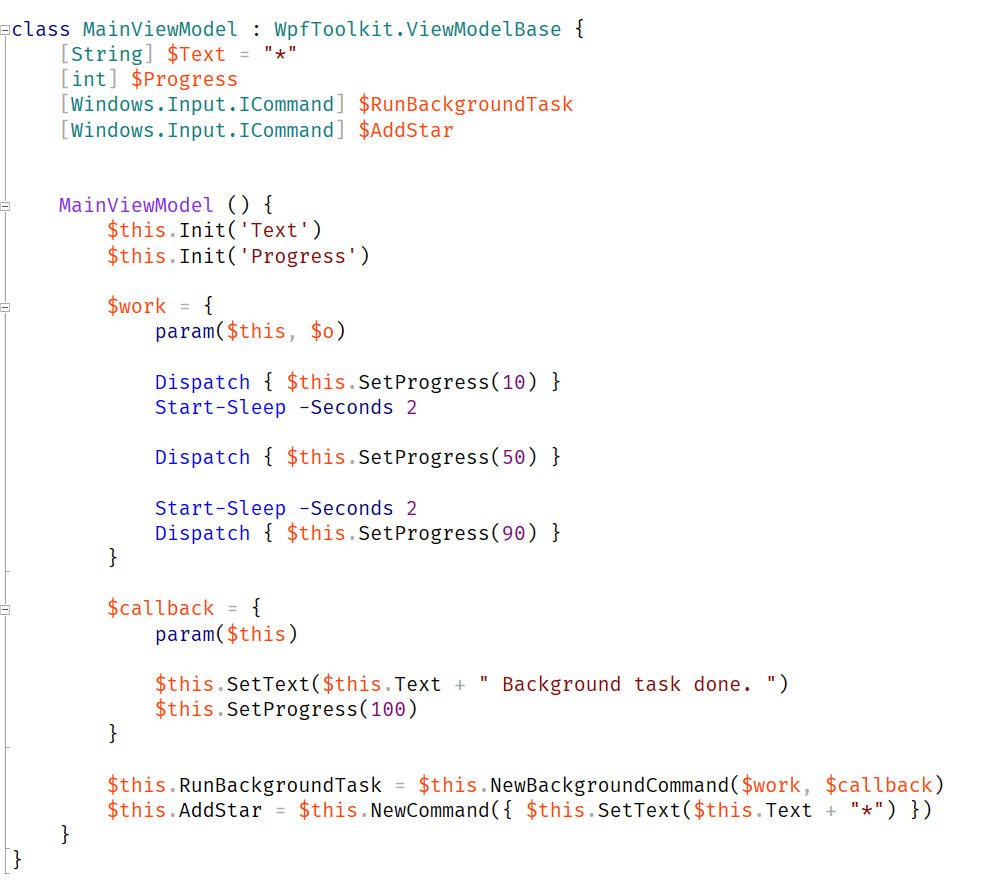 class MainViewModel : WpfToolkit.ViewModelBase {
    [String] $Text = "*"
    [int] $Progress
    [Windows.Input.ICommand] $RunBackgroundTask
    [Windows.Input.ICommand] $AddStar
    MainViewModel () {
        $this.Init('Text')
        $this.Init('Progress')
        $work = {
            param($this, $o)
            Dispatch { $this.SetProgress(10) }
            Start-Sleep -Seconds 2
            Dispatch { $this.SetProgress(50) }
            Start-Sleep -Seconds 2
            Dispatch { $this.SetProgress(90) }
        }
        $callback = {
            param($this)
            $this.SetText($this.Text + " Background task done. ")
            $this.SetProgress(100)
        }
        $this.RunBackgroundTask = $this.NewBackgroundCommand($work, $callback)
        $this.AddStar = $this.NewCommand({ $this.SetText($this.Text + "*") })
    }
}